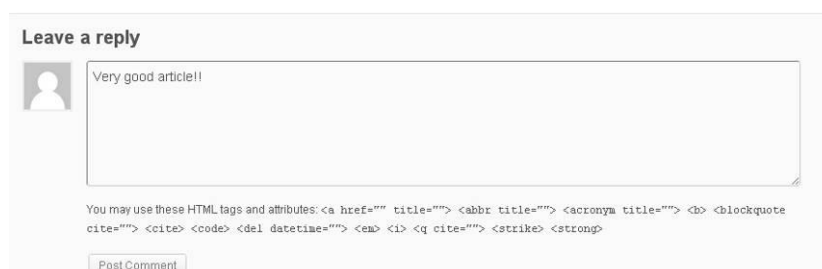 Leave a reply
Very good article!!
You may use these HTML tags and attributes: <a href="" title=""> <abbr title=""> <acronym title=""> <b> <blockquote
cite=""> <cite> <code> <del datetime=""> <em> <i> <q cite=""> <strike> <strong>
Post Comment